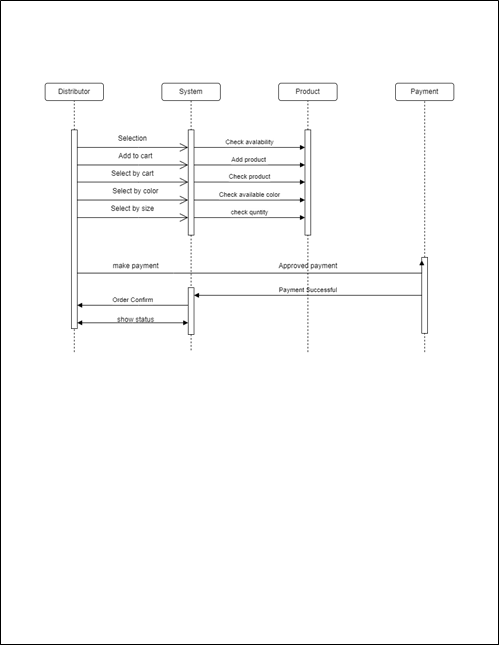 Distributor
System
Product
Payment
Selection
Check avalability
Add to cart
Add product
Select by cart
Check product
Select by color
Check available color
Select by size
check quntity
make payment
Approved payment
Payment Successful
Order Confirm
show status